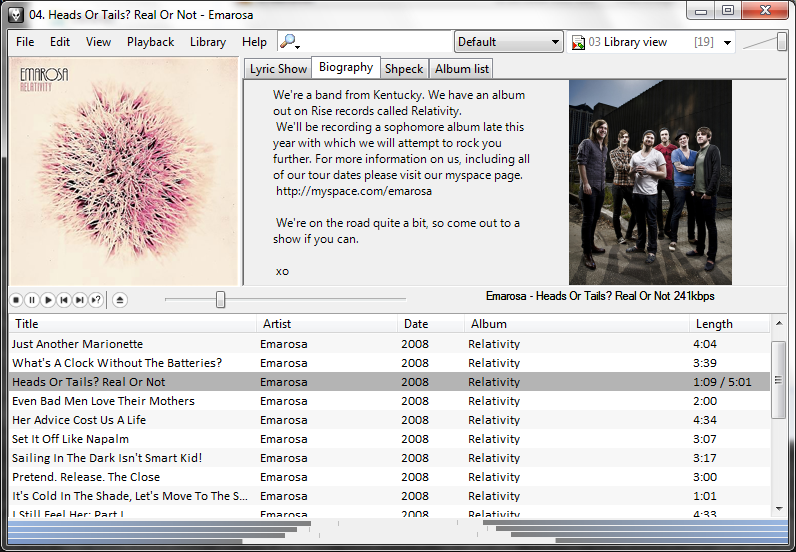 04. Heads Or Tails? Real Or Not - Emarosa
File Edit View Playback Library Help Default 03 Library view [19]
EMAROSA
RELATIVITY
Lyric Show Biography Shpeck Album list
We're a band from Kentucky. We have an album
out on Rise records called Relativity.
We'll be recording a sophomore album late this
year with which we will attempt to rock you
further. For more information on us, including all
of our tour dates please visit our myspace page.
http://myspace.com/emarosa
We're on the road quite a bit, so come out to a
show if you can.
xo
Emarosa - Heads Or Tails? Real Or Not 241kbps
Title Artist Date Album Length
Just Another Marionette Emarosa 2008 Relativity 4:04
What's A Clock Without The Batteries? Emarosa 2008 Relativity 3:39
Heads Or Tails? Real Or Not Emarosa 2008 Relativity 1:09 / 5:01
Even Bad Men Love Their Mothers Emarosa 2008 Relativity 2:00
Her Advice Cost Us A Life Emarosa 2008 Relativity 4:34
Set It Off Like Napalm Emarosa 2008 Relativity 3:07
Sailing In The Dark Isn't Smart Kid! Emarosa 2008 Relativity 3:17
Pretend. Release. The Close Emarosa 2008 Relativity 3:00
It's Cold In The Shade, Let's Move To The S... Emarosa 2008 Relativity 1:01
I Still Feel Her: Part I Emarosa 2008 Relativity 4:33